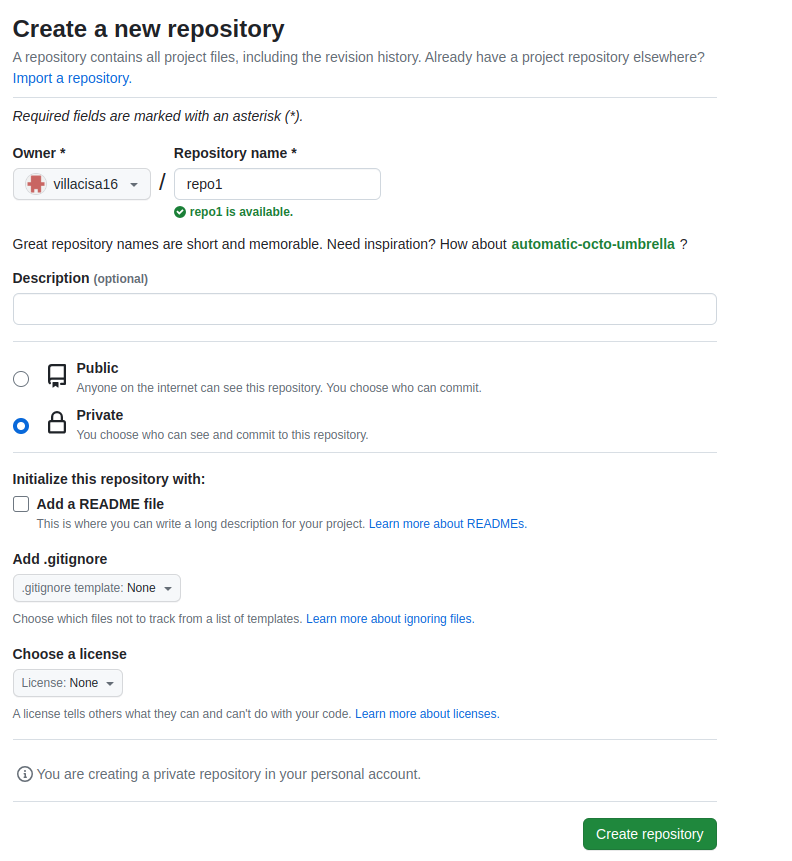 Create a new repository
A repository contains all project files, including the revision history. Already have a project repository elsewhere?
Import a repository.
Required fields are marked with an asterisk (*).
Owner * Repository name *
villacisa16 / repo1
repo1 is available.
Great repository names are short and memorable. Need inspiration? How about automatic-octo-umbrella ?
Description (optional)
Public
Anyone on the internet can see this repository. You choose who can commit.
Private
You choose who can see and commit to this repository.
Initialize this repository with:
Add a README file
This is where you can write a long description for your project. Learn more about READMEs.
Add .gitignore
.gitignore template: None
Choose which files not to track from a list of templates. Learn more about ignoring files.
Choose a license
License: None
A license tells others what they can and can't do with your code. Learn more about licenses.
You are creating a private repository in your personal account.
Create repository